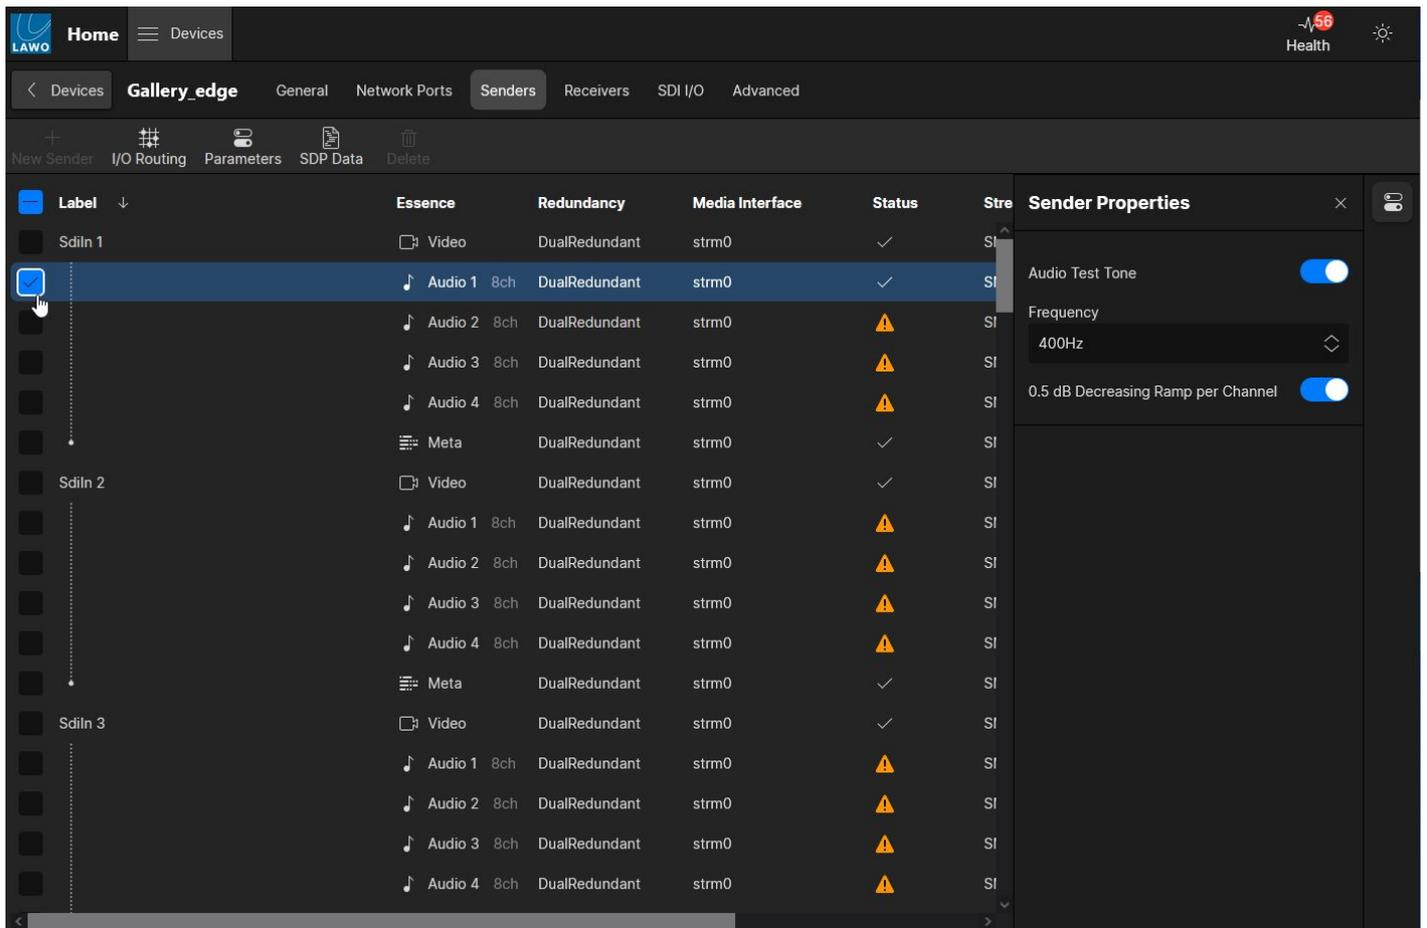 LAWO Home Devices 56 Health
Devices Gallery_edge General Network Ports Senders Receivers SDI I/O Advanced
New Sender I/O Routing Parameters SDP Data Delete
Label Essence Redundancy Media Interface Status Stre
SdiIn 1 Video DualRedundant strm0
Audio 1 8ch DualRedundant strm0
Audio 2 8ch DualRedundant strm0
Audio 3 8ch DualRedundant strm0
Audio 4 8ch DualRedundant strm0
Meta DualRedundant strm0
SdiIn 2 Video DualRedundant strm0
Audio 1 8ch DualRedundant strm0
Audio 2 8ch DualRedundant strm0
Audio 3 8ch DualRedundant strm0
Audio 4 8ch DualRedundant strm0
Meta DualRedundant strm0
SdiIn 3 Video DualRedundant strm0
Audio 1 8ch DualRedundant strm0
Audio 2 8ch DualRedundant strm0
Audio 3 8ch DualRedundant strm0
Audio 4 8ch DualRedundant strm0
Sender Properties
Audio Test Tone
Frequency
400Hz
0.5 dB Decreasing Ramp per Channel